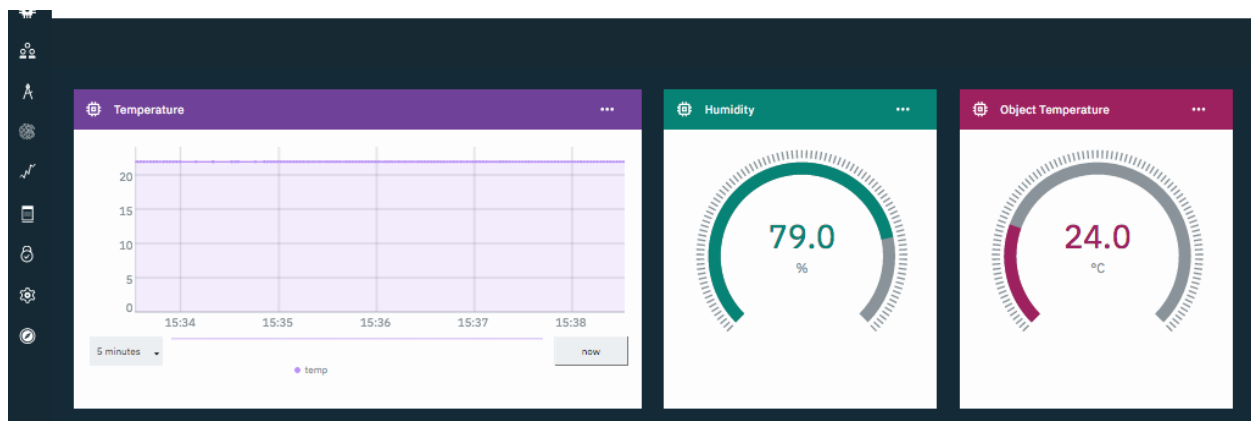 Temperature
20
15
10
5
0
15:34 15:35 15:36 15:37 15:38
5 minutes
now
temp
Humidity
79.0
%
Object Temperature
24.0
°C